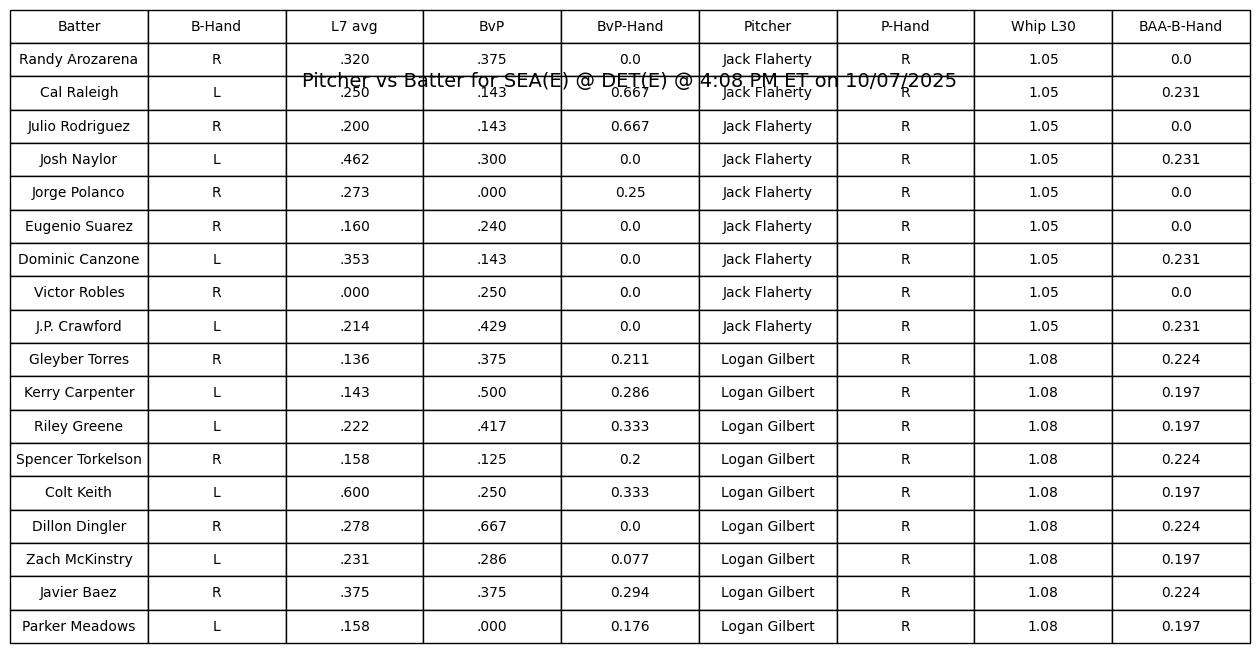 Batter B-Hand L7 avg BvP BvP-Hand Pitcher P-Hand Whip L30 BAA-B-Hand
Randy Arozarena R .320 .375 0.0 Jack Flaherty R 1.05 0.0
Pitcher vs Batter for SEA(E) @ DET(E) @ 4:08 PM ET on 10/07/2025
Cal Raleigh L .250 .143 0.667 Jack Flaherty R 1.05 0.231
Julio Rodriguez R .200 .143 0.667 Jack Flaherty R 1.05 0.0
Josh Naylor L .462 .300 0.0 Jack Flaherty R 1.05 0.231
Jorge Polanco R .273 .000 0.25 Jack Flaherty R 1.05 0.0
Eugenio Suarez R .160 .240 0.0 Jack Flaherty R 1.05 0.0
Dominic Canzone L .353 .143 0.0 Jack Flaherty R 1.05 0.231
Victor Robles R .000 .250 0.0 Jack Flaherty R 1.05 0.0
J.P. Crawford L .214 .429 0.0 Jack Flaherty R 1.05 0.231
Gleyber Torres R .136 .375 0.211 Logan Gilbert R 1.08 0.224
Kerry Carpenter L .143 .500 0.286 Logan Gilbert R 1.08 0.197
Riley Greene L .222 .417 0.333 Logan Gilbert R 1.08 0.197
Spencer Torkelson R .158 .125 0.2 Logan Gilbert R 1.08 0.224
Colt Keith L .600 .250 0.333 Logan Gilbert R 1.08 0.197
Dillon Dingler R .278 .667 0.0 Logan Gilbert R 1.08 0.224
Zach McKinstry L .231 .286 0.077 Logan Gilbert R 1.08 0.197
Javier Baez R .375 .375 0.294 Logan Gilbert R 1.08 0.224
Parker Meadows L .158 .000 0.176 Logan Gilbert R 1.08 0.197